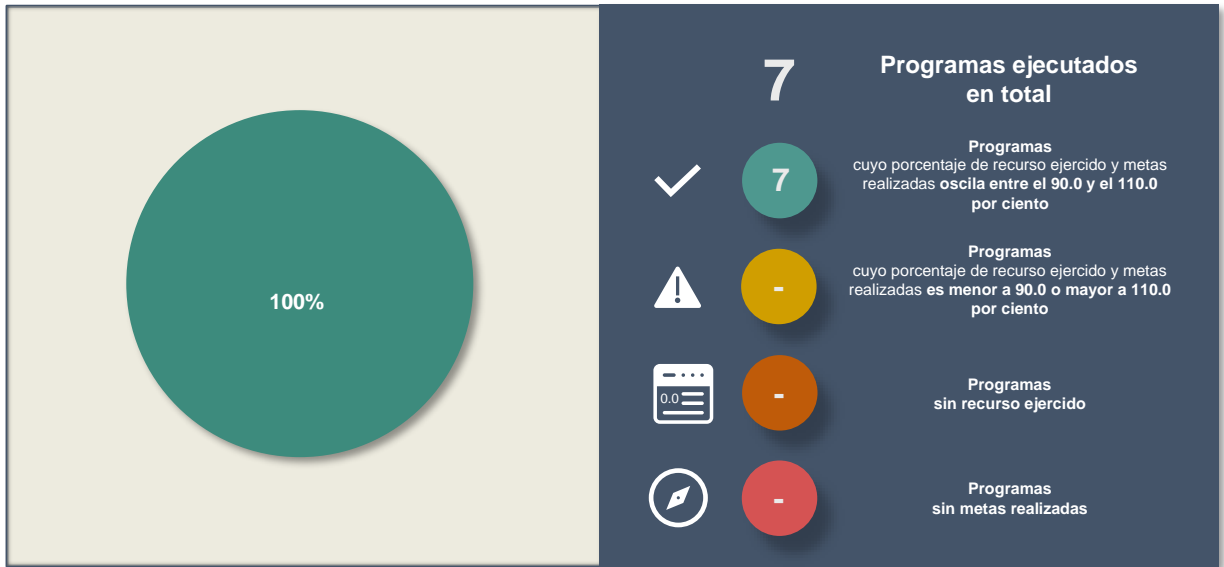 100%
7
Programas ejecutados
en total
7
Programas
cuyo porcentaje de recurso ejercido y metas
realizadas oscila entre el 90.0 y el 110.0
por ciento
-
Programas
cuyo porcentaje de recurso ejercido y metas
realizadas es menor a 90.0 o mayor a 110.0
por ciento
0.0
-
Programas
sin recurso ejercido
-
Programas
sin metas realizadas